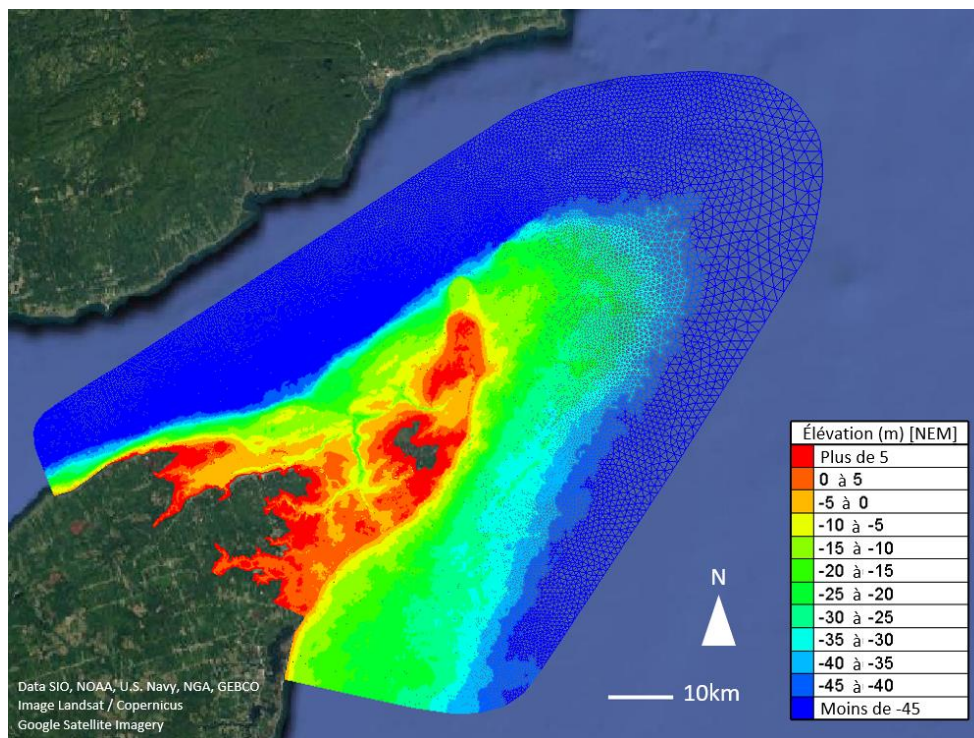 Élévation (m) [NEM]
Plus de 5
0 à 5
-5 à 0
-10 à -5
-15 à -10
-20 à -15
-25 à -20
-30 à -25
-35 à -30
-40 à -35
-45 à -40
Moins de -45
N
10km
Data SIO, NOAA, U.S. Navy, NGA, GEBCO
Image Landsat / Copernicus
Google Satellite Imagery